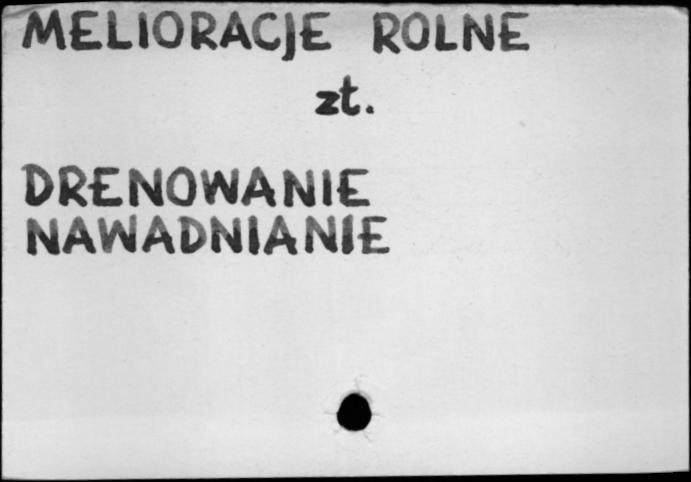 MELIORACJE ROLNE
zt.
DRENOWANIE
NAWADNIANIE